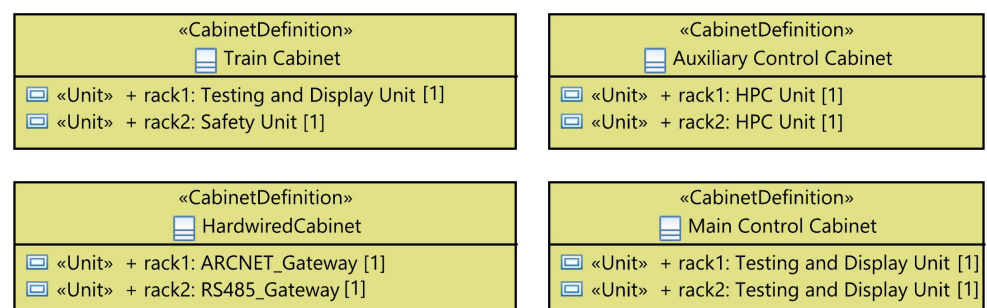 «CabinetDefinition»
Train Cabinet
«Unit» + rack1: Testing and Display Unit [1]
«Unit» + rack2: Safety Unit [1]
«CabinetDefinition»
Auxiliary Control Cabinet
«Unit» + rack1: HPC Unit [1]
«Unit» + rack2: HPC Unit [1]
«CabinetDefinition»
HardwiredCabinet
«Unit» + rack1: ARCNET_Gateway [1]
«Unit» + rack2: RS485_Gateway [1]
«CabinetDefinition»
Main Control Cabinet
«Unit» + rack1: Testing and Display Unit [1]
«Unit» + rack2: Testing and Display Unit [1]